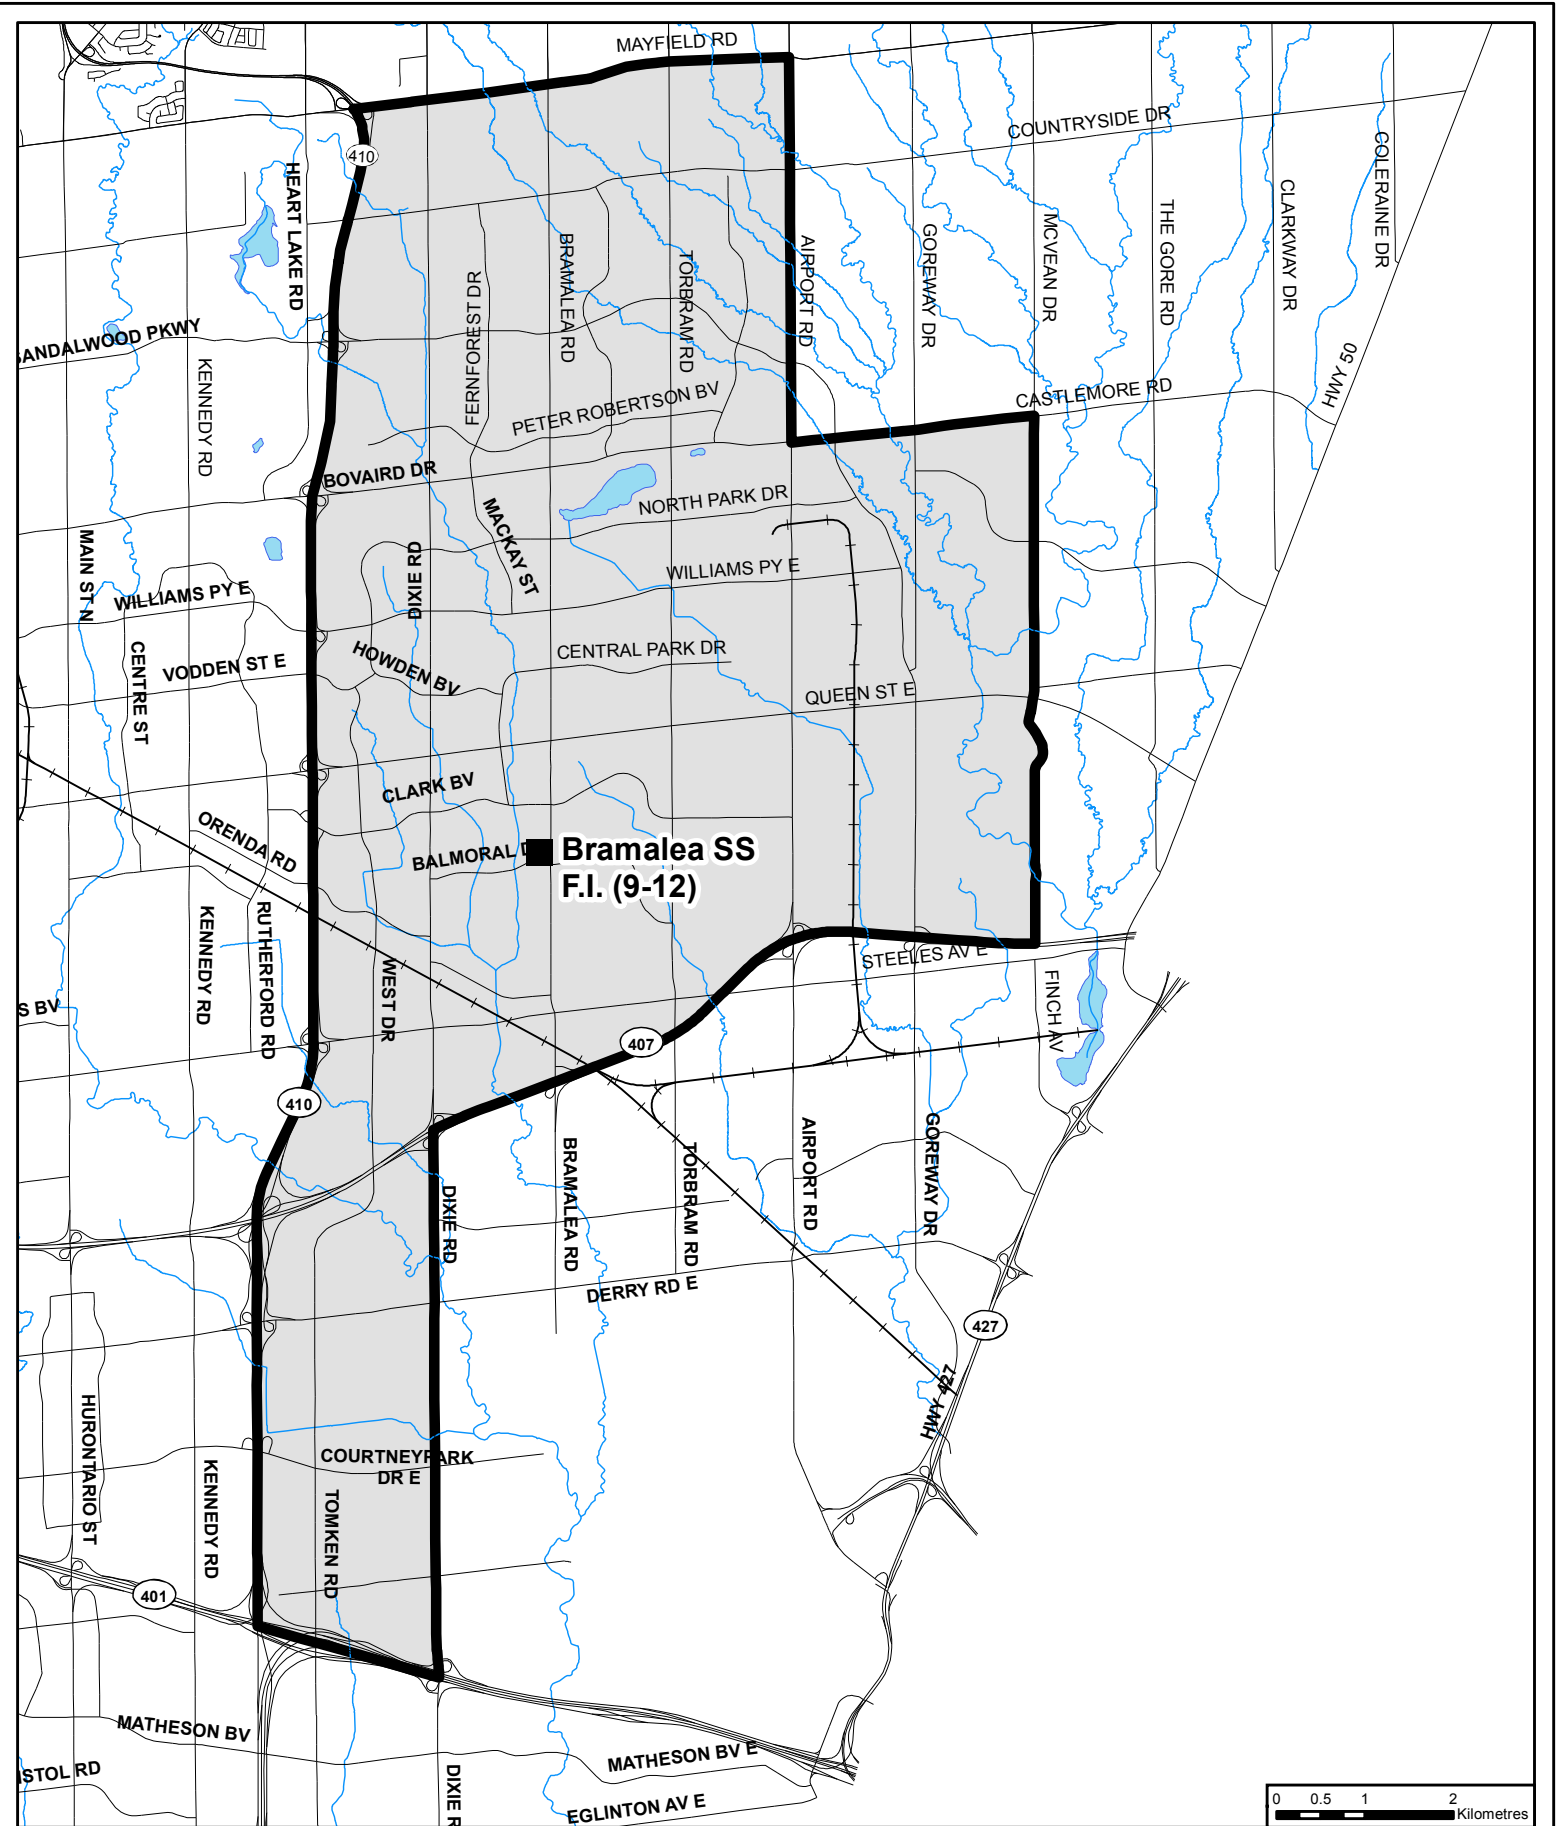 MAYFIELD RD
COUNTRYSIDE DR
410
HEART LAKE RD
COLERAINE DR
CLARKWAY DR
THE GORE RD
MCVEAN DR
GOREWAY DR
AIRPORT RD
TORBRAM RD
BRAMALEA RD
FERNFOREST DR
SANDALWOOD PKWY
KENNEDY RD
HWY 50
CASTLEMORE RD
PETER ROBERTSON BV
BOVAIRD DR
NORTH PARK DR
MACKAY ST
DIXIE RD
MAIN ST N
WILLIAMS PY E
WILLIAMS PY E
CENTRE ST
VODDEN ST E
HOWDEN BV
CENTRAL PARK DR
QUEEN ST E
CLARK BV
ORENDA RD
BALMORAL D
Bramalea SS
F.I. (9-12)
KENNEDY RD
RUTHERFORD RD
WEST DR
STEELES AV E
FINCH AV
S BV
407
410
DIXIE RD
BRAMALEA RD
TORBRAM RD
AIRPORT RD
GOREWAY DR
DERRY RD E
427
HWY 427
HURONTARIO ST
KENNEDY RD
COURTNEYPARK
DR E
TOMKEN RD
401
MATHESON BV
MATHESON BV E
ISTOL RD
DIXIE R
EGLINTON AV E
0 0.5 1 2
Kilometres